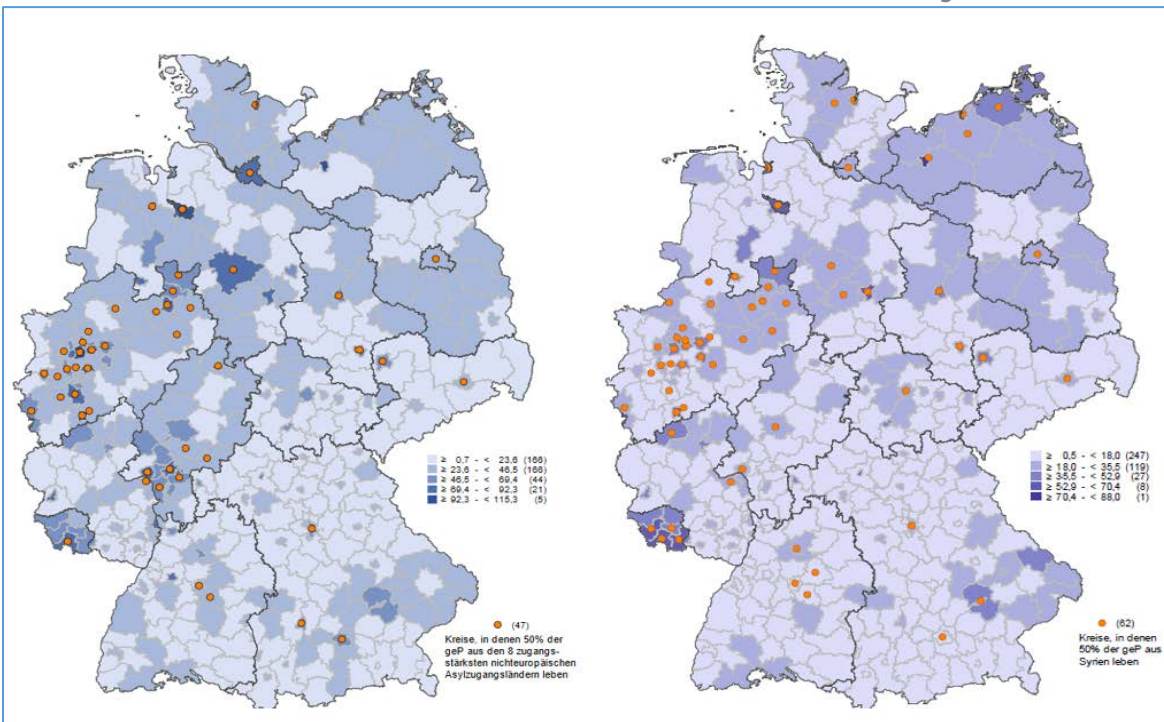 ≥ 0,7 - < 23,6 (166)
≥ 23,6 - < 46,5 (166)
≥ 46,5 - < 69,4 (44)
≥ 69,4 - < 92,3 (21)
≥ 92,3 - < 115,3 (5)
(47)
Kreise, in denen 50% der
geP aus den 8 zugangs-
stärksten nichteuropäischen
Asylzugangsländern leben
≥ 0,5 - < 18,0 (247)
≥ 18,0 - < 35,5 (119)
≥ 35,5 - < 52,9 (27)
≥ 52,9 - < 70,4 (8)
≥ 70,4 - < 88,0 (1)
(62)
Kreise, in denen
50% der geP aus
Syrien leben